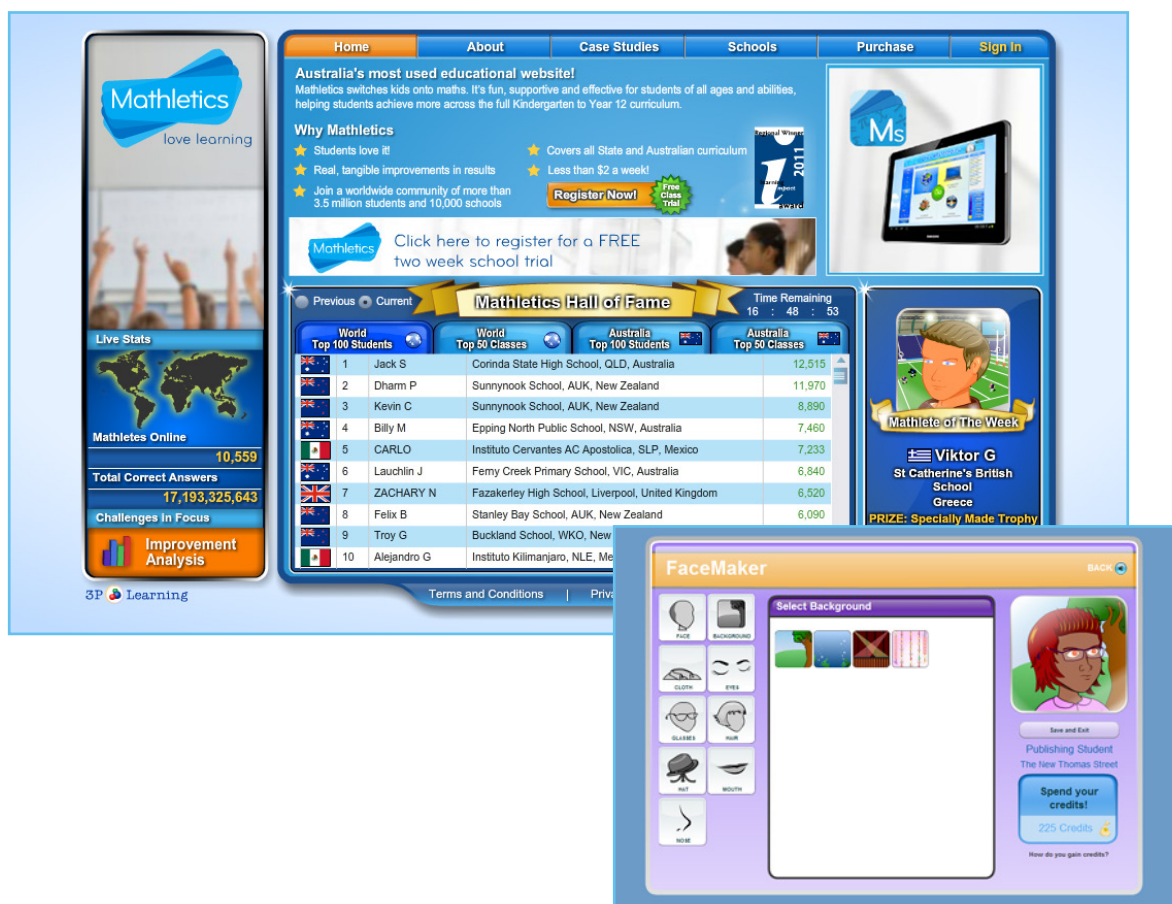 Mathletics
love learning
Live Stats
Mathletes Online
10,559
Total Correct Answers
17,193,325,643
Challenges in Focus
Improvement
Analysis
3P Learning
Home About Case Studies Schools Purchase Sign In
Australia's most used educational website!
Mathletics switches kids onto maths. It's fun, supportive and effective for students of all ages and abilities,
helping students achieve more across the full Kindergarten to Year 12 curriculum.
Why Mathletics
Students love it!
Real, tangible improvements in results
Join a worldwide community of more than
3.5 million students and 10,000 schools
Covers all State and Australian curriculum
Less than $2 a week!
Register Now!
Free
Class
Trial
Regional Winner
2011
award
Ms
Mathletics
Click here to register for a FREE
two week school trial
Previous Current
Mathletics Hall of Fame
Time Remaining
16 : 48 : 53
World
Top 100 Students
World
Top 50 Classes
Australia
Top 100 Students
Australia
Top 50 Classes
1 Jack S Corinda State High School, QLD, Australia 12,515
2 Dharm P Sunnynook School, AUK, New Zealand 11,970
3 Kevin C Sunnynook School, AUK, New Zealand 8,890
4 Billy M Epping North Public School, NSW, Australia 7,460
5 CARLO Instituto Cervantes AC Apostolica, SLP, Mexico 7,233
6 Lauchlin J Ferny Creek Primary School, VIC, Australia 6,840
7 ZACHARY N Fazakerley High School, Liverpool, United Kingdom 6,520
8 Felix B Stanley Bay School, AUK, New Zealand 6,090
9 Troy G Buckland School, WKO, New
10 Alejandro G Instituto Kilimanjaro, NLE, Me
Mathlete of The Week
Viktor G
St Catherine's British
School
Greece
PRIZE: Specially Made Trophy
Terms and Conditions | Priva
FaceMaker
BACK
FACE BACKGROUND
CLOTH EYES
GLASSES HAIR
HAT MOUTH
NOSE
Select Background
Save and Exit
Publishing Student
The New Thomas Street
Spend your
credits!
225 Credits
How do you gain credits?